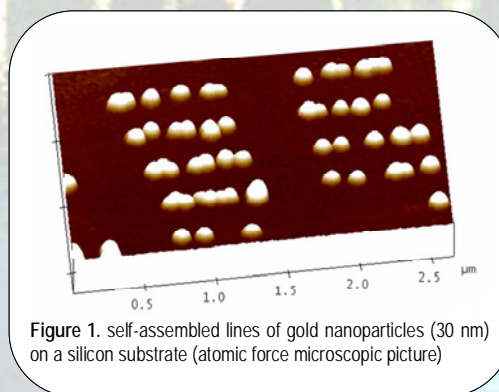 0.5
1.0
1.5
2.0
2.5
µm
Figure 1. self-assembled lines of gold nanoparticles (30 nm)
on a silicon substrate (atomic force microscopic picture)